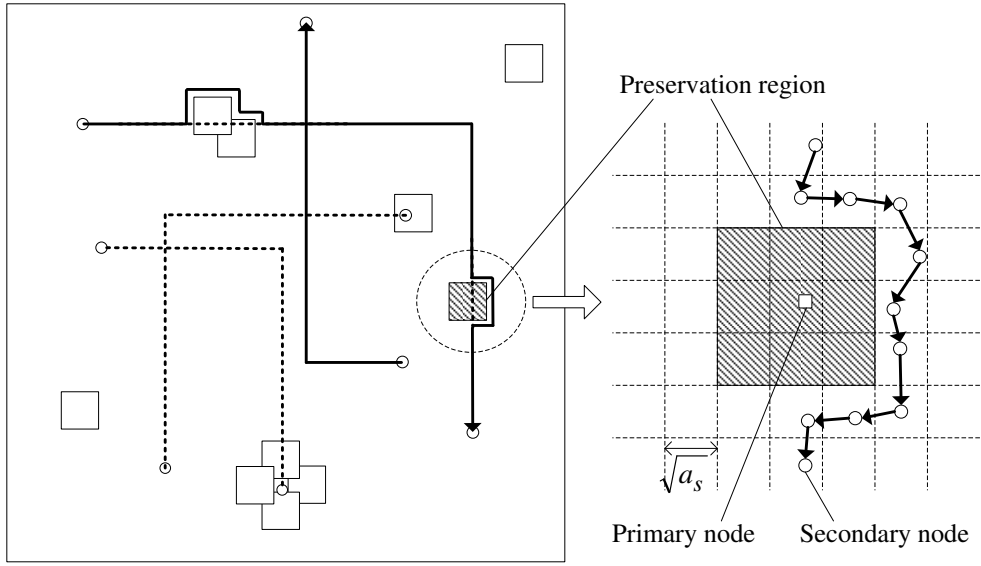 Preservation region
√a_s
Primary node
Secondary node